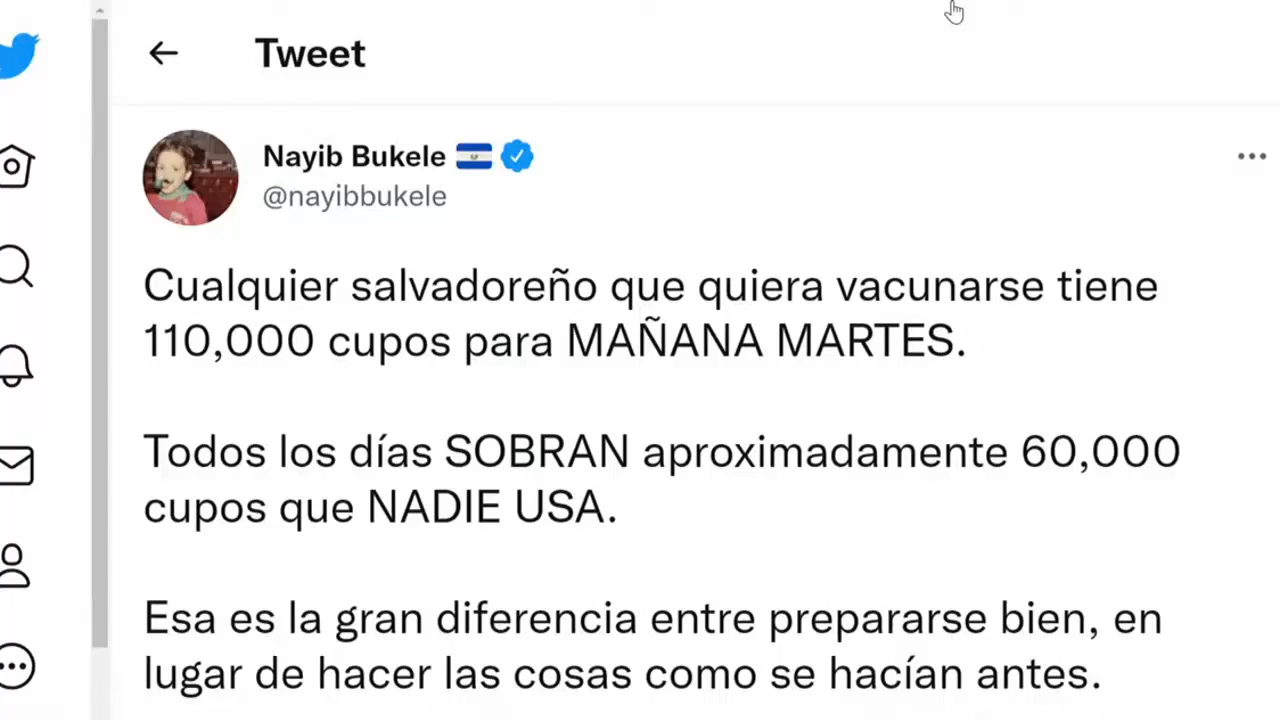 Tweet
Nayib Bukele
@nayibbukele
Cualquier salvadoreño que quiera vacunarse tiene
110,000 cupos para MAÑANA MARTES.
Todos los días SOBRAN aproximadamente 60,000
cupos que NADIE USA.
Esa es la gran diferencia entre prepararse bien, en
lugar de hacer las cosas como se hacían antes.